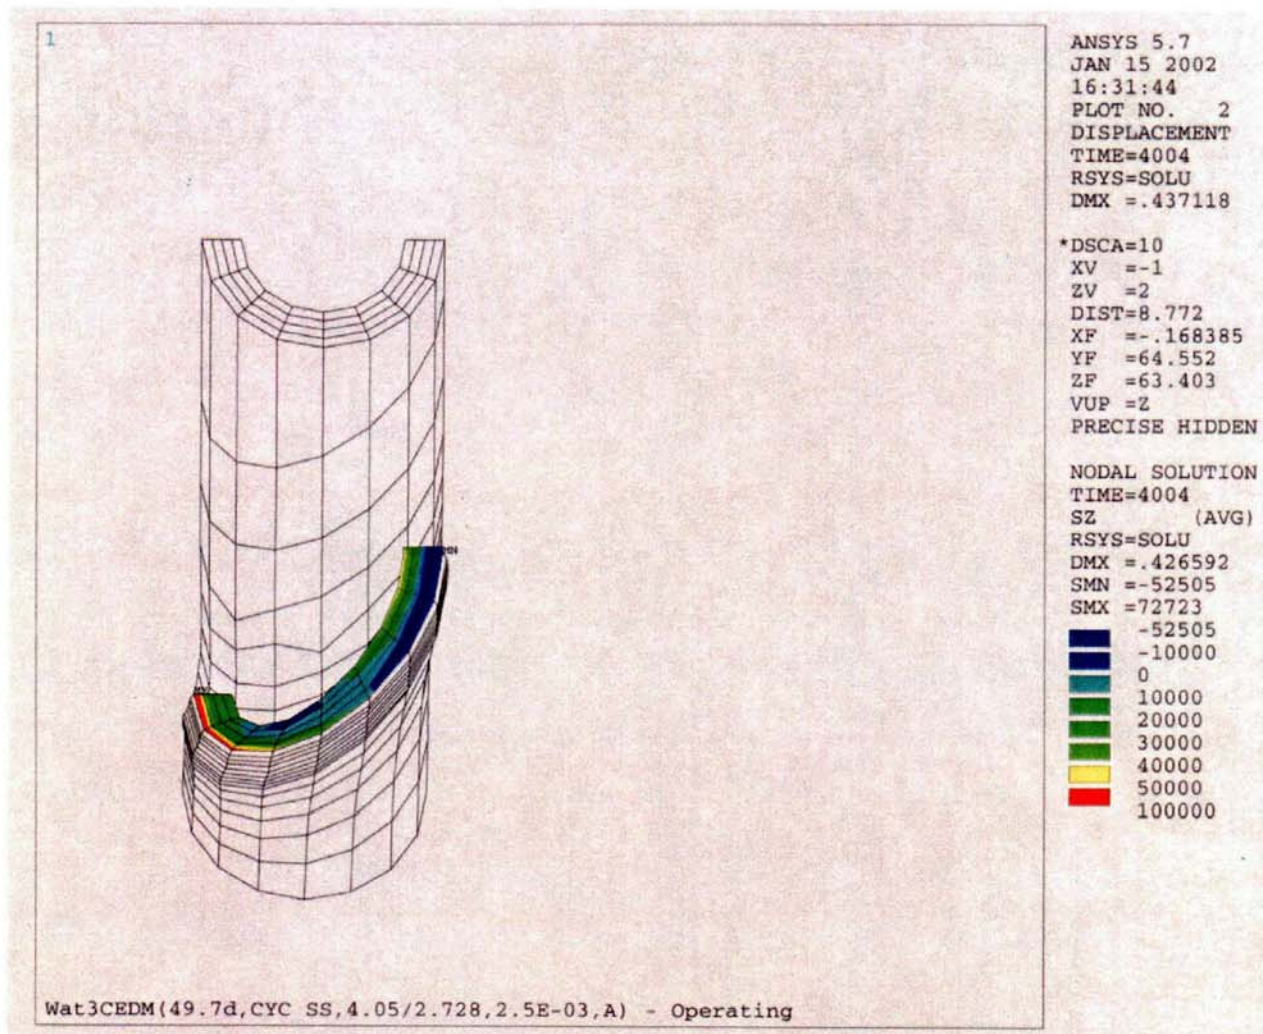 1
ANSYS 5.7
JAN 15 2002
16:31:44
PLOT NO. 2
DISPLACEMENT
TIME=4004
RSYS=SOLU
DMX =.437118
*DSCA=10
XV =-1
ZV =2
DIST=8.772
XF =-.168385
YF =64.552
ZF =63.403
VUP =Z
PRECISE HIDDEN
NODAL SOLUTION
TIME=4004
SZ (AVG)
RSYS=SOLU
DMX =.426592
SMN =-52505
SMX =72723
-52505
-10000
0
10000
20000
30000
40000
50000
100000
Wat3CEDM(49.7d,CYC SS,4.05/2.728,2.5E-03,A) - Operating